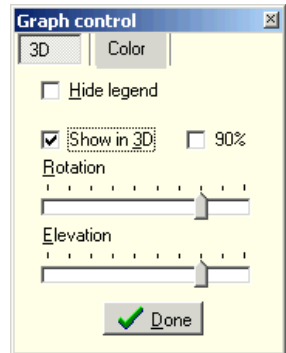 Graph control
3D Color
Hide legend
Show in 3D 90%
Rotation
Elevation
Done